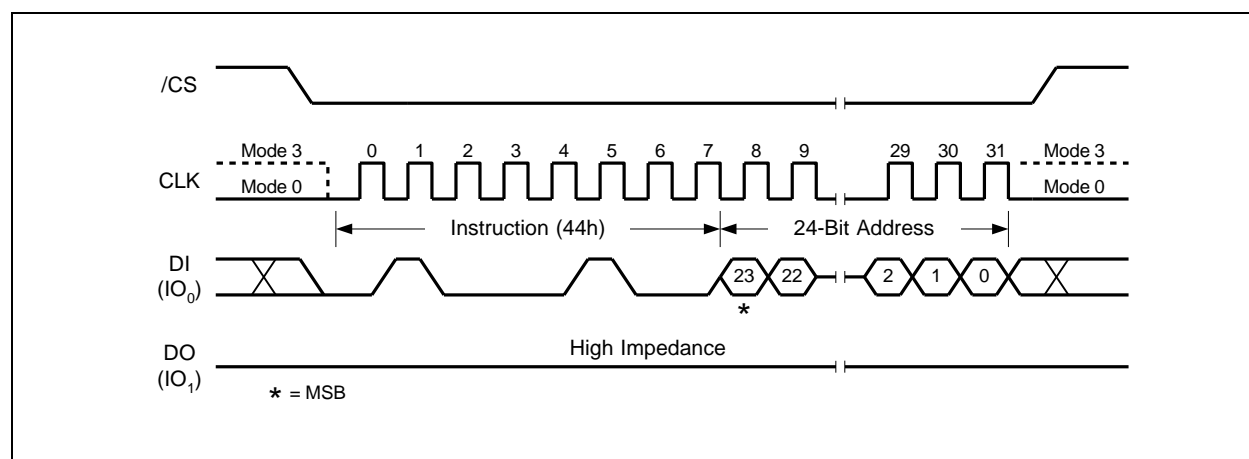 /CS
Mode 3 0 1 2 3 4 5 6 7 8 9 29 30 31 Mode 3
CLK
Mode 0 Mode 0
Instruction (44h) 24-Bit Address
DI
(IO0)
23 22 2 1 0
*
DO
(IO1)
High Impedance
* = MSB